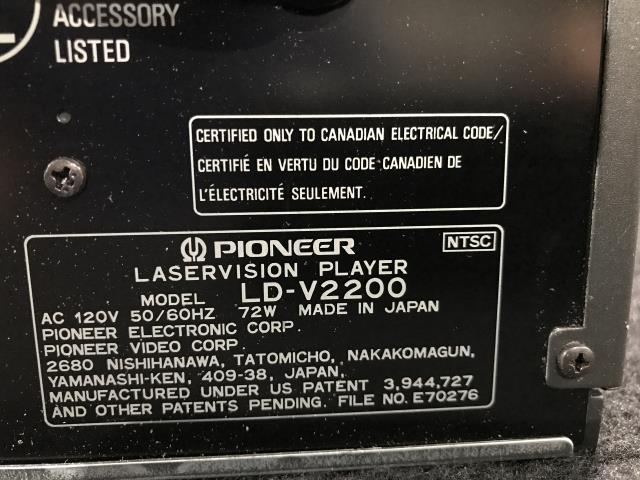 ACCESSORY
LISTED
CERTIFIED ONLY TO CANADIAN ELECTRICAL CODE/
CERTIFIÉ EN VERTU DU CODE CANADIEN DE
L'ÉLECTRICITÉ SEULEMENT.
PIONEER NTSC
LASERVISION PLAYER
MODEL LD-V2200
AC 120V 50/60HZ 72W MADE IN JAPAN
PIONEER ELECTRONIC CORP.
PIONEER VIDEO CORP.
2680 NISHIHANAWA, TATOMICHO, NAKAKOMAGUN,
YAMANASHI-KEN, 409-38, JAPAN,
MANUFACTURED UNDER US PATENT 3,944,727
AND OTHER PATENTS PENDING. FILE NO. E70276